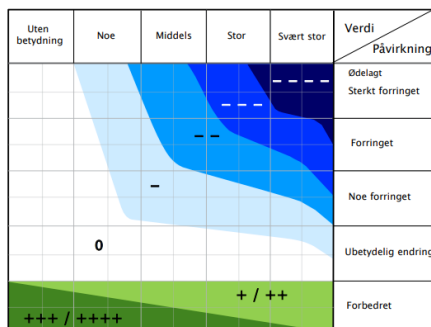 Uten
betydning
Noe
Middels
Stor
Svært stor
Verdi
Påvirkning
– – – –
Ødelagt
Sterkt forringet
– – –
– –
Forringet
–
Noe forringet
0
Ubetydelig endring
+ / ++
+++ / ++++
Forbedret